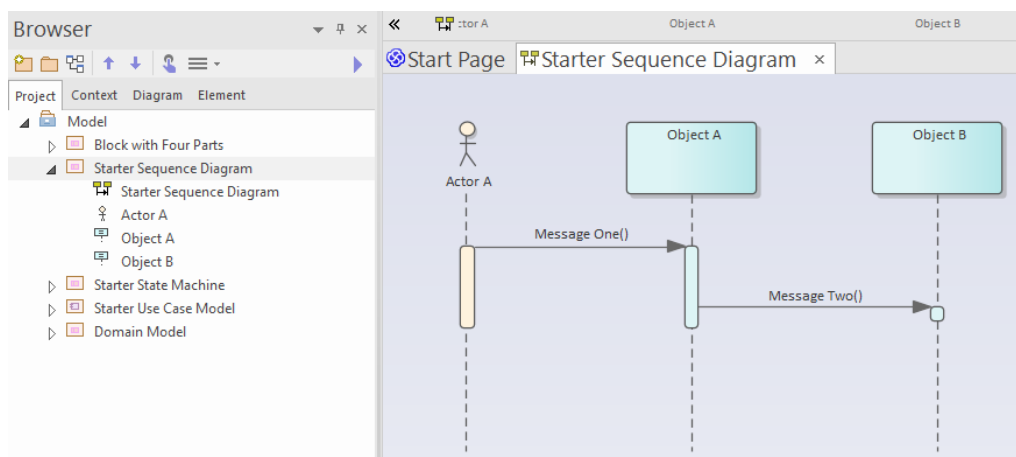 Browser
Project Context Diagram Element
Model
Block with Four Parts
Starter Sequence Diagram
Starter Sequence Diagram
Actor A
Object A
Object B
Starter State Machine
Starter Use Case Model
Domain Model
:tor A Object A Object B
Start Page Starter Sequence Diagram ×
Object A Object B
Actor A
Message One()
Message Two()